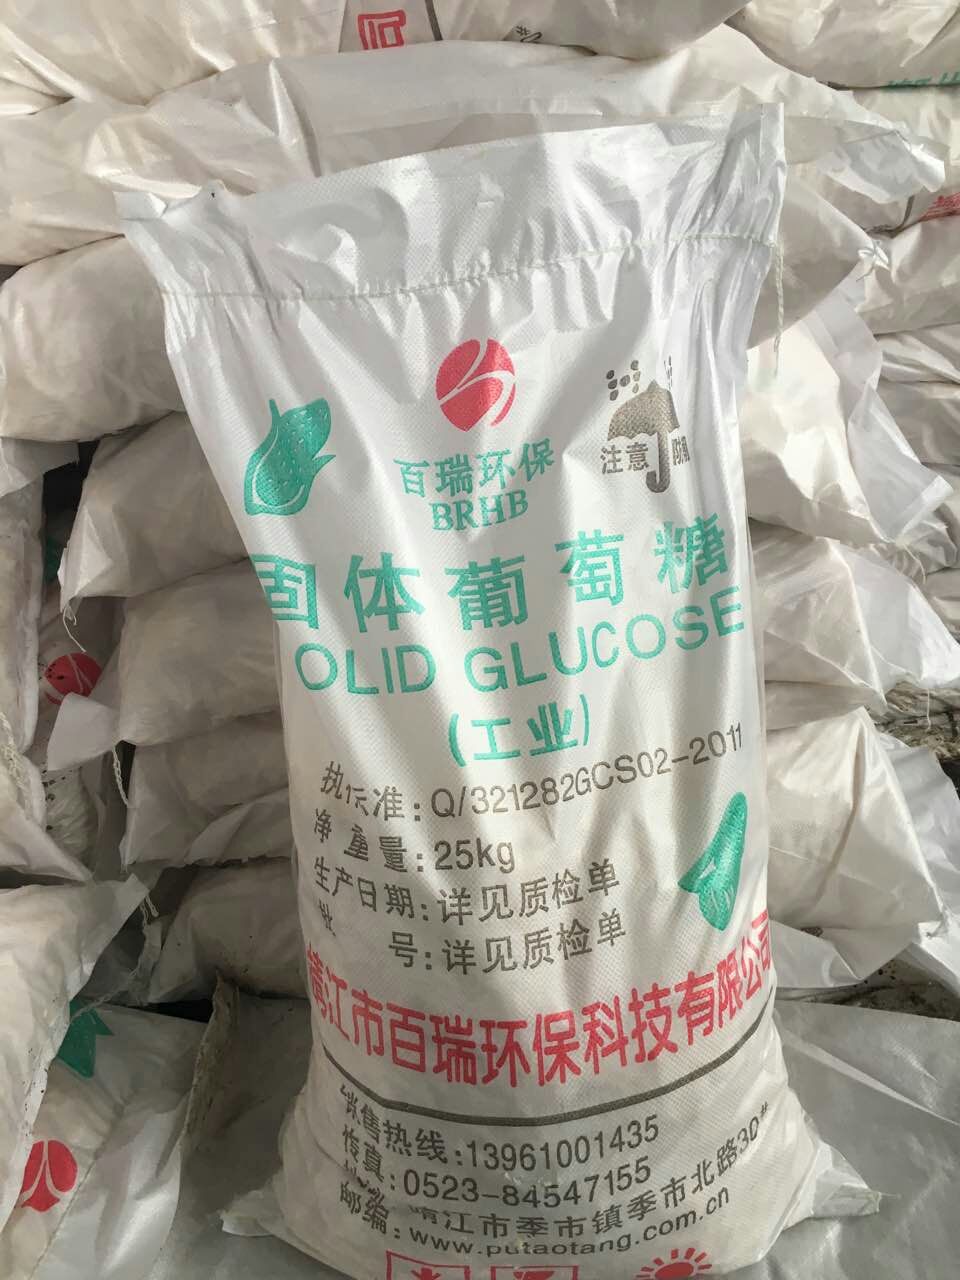 百瑞环保
BRHB
注意防潮
固体葡萄糖
OLID GLUCOSE
(工业)
执行标准:Q/321282GCS02-2011
净重量:25kg
生产日期:详见质检单
批号:详见质检单
靖江市百瑞环保科技有限公司
销售热线:13961001435
传真:0523-84547155
靖江市季市镇季市北路30#
邮编:www.putaotang.com.cn